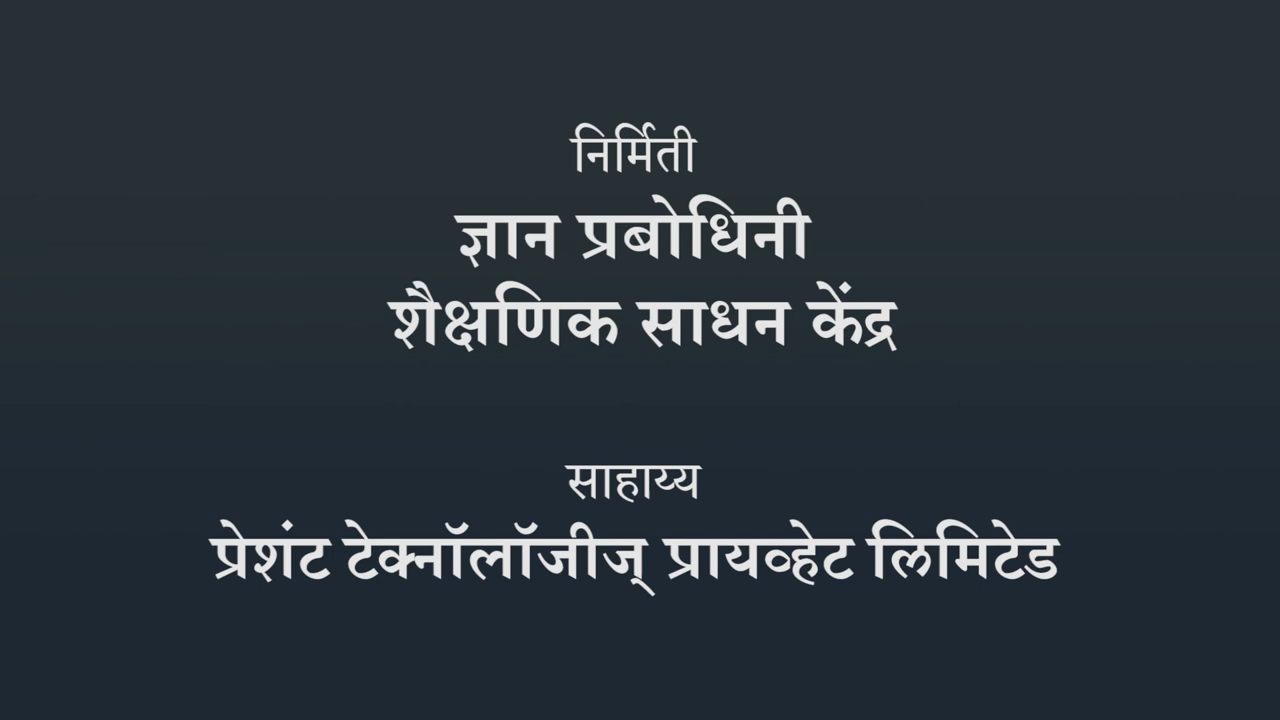 निर्मिती
ज्ञान प्रबोधिनी
शैक्षणिक साधन केंद्र
साहाय्य
प्रेशंट टेक्नॉलॉजीज् प्रायव्हेट लिमिटेड